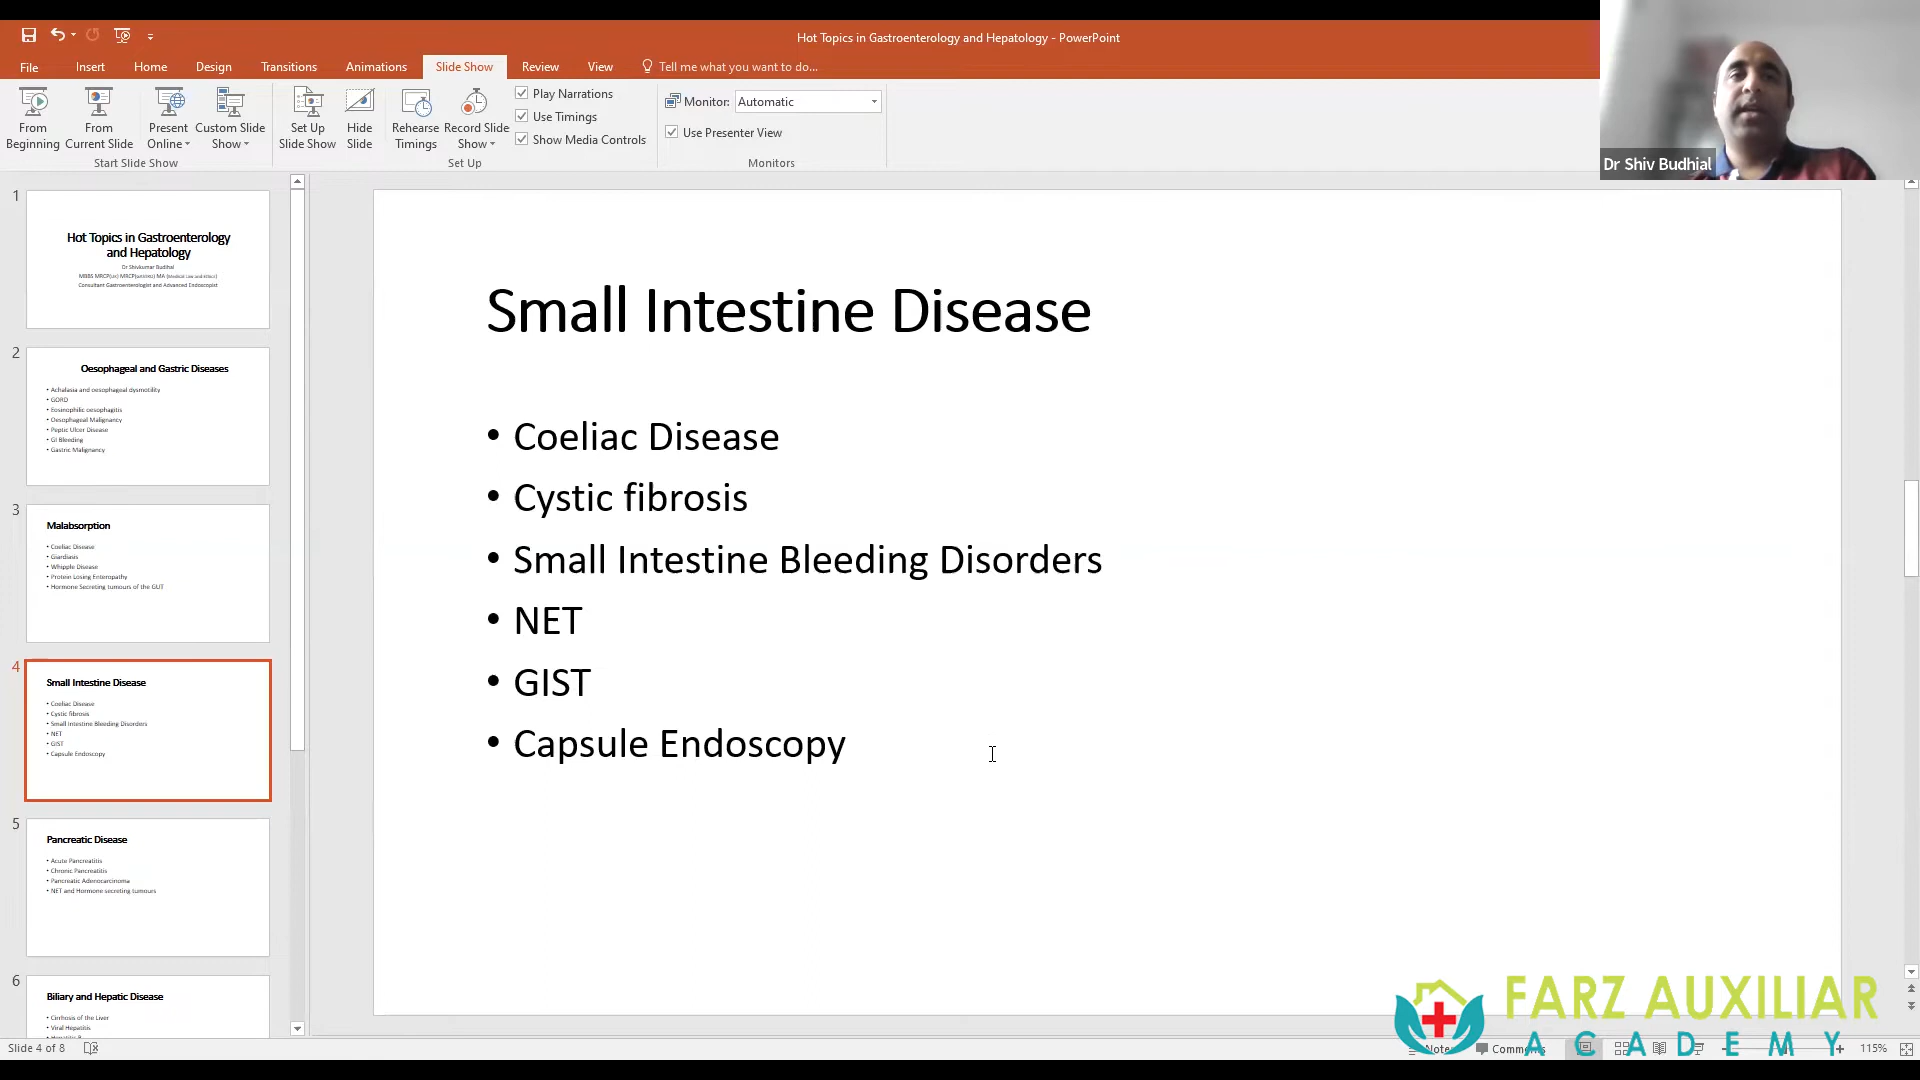 Hot Topics in Gastroenterology and Hepatology - PowerPoint
File Insert Home Design Transitions Animations Slide Show Review View Tell me what you want to do...
From Beginning
From Current Slide
Present Online
Custom Slide Show
Start Slide Show
Set Up Slide Show
Hide Slide
Rehearse Timings
Record Slide Show
Play Narrations
Use Timings
Show Media Controls
Set Up
Monitor: Automatic
Use Presenter View
Monitors
Dr Shiv Budhial
1
Hot Topics in Gastroenterology
and Hepatology
Dr Shivkumar Budihal
MBBS MRCP(UK) MRCP(Gastro) MA (Medical Law and Ethics)
Consultant Gastroenterologist and Advanced Endoscopist
2
Oesophageal and Gastric Diseases
• Achalasia and oesophageal dysmotility
• GORD
• Eosinophilic oesophagitis
• Oesophageal Malignancy
• Peptic Ulcer Disease
• GI Bleeding
• Gastric Malignancy
3
Malabsorption
• Coeliac Disease
• Giardiasis
• Whipple Disease
• Protein Losing Enteropathy
• Hormone Secreting tumours of the GUT
4
Small Intestine Disease
• Coeliac Disease
• Cystic fibrosis
• Small Intestine Bleeding Disorders
• NET
• GIST
• Capsule Endoscopy
5
Pancreatic Disease
• Acute Pancreatitis
• Chronic Pancreatitis
• Pancreatic Adenocarcinoma
• NET and Hormone secreting tumours
6
Biliary and Hepatic Disease
• Cirrhosis of the Liver
• Viral Hepatitis
Small Intestine Disease
• Coeliac Disease
• Cystic fibrosis
• Small Intestine Bleeding Disorders
• NET
• GIST
• Capsule Endoscopy
FARZ AUXILIAR
ACADEMY
Slide 4 of 8
Notes
Comments
115%